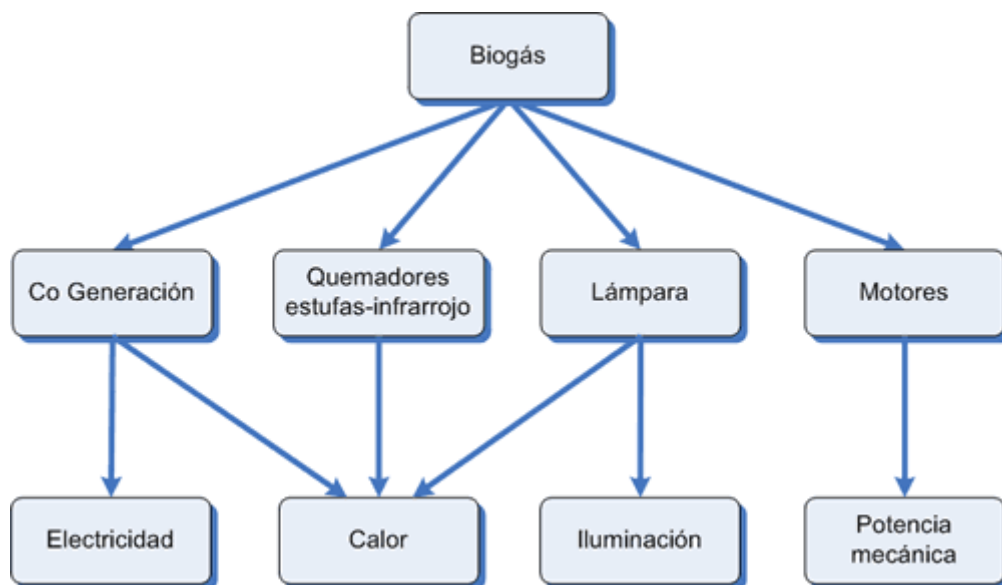 Biogás
Co Generación
Quemadores
estufas-infrarrojo
Lámpara
Motores
Electricidad
Calor
Iluminación
Potencia
mecánica